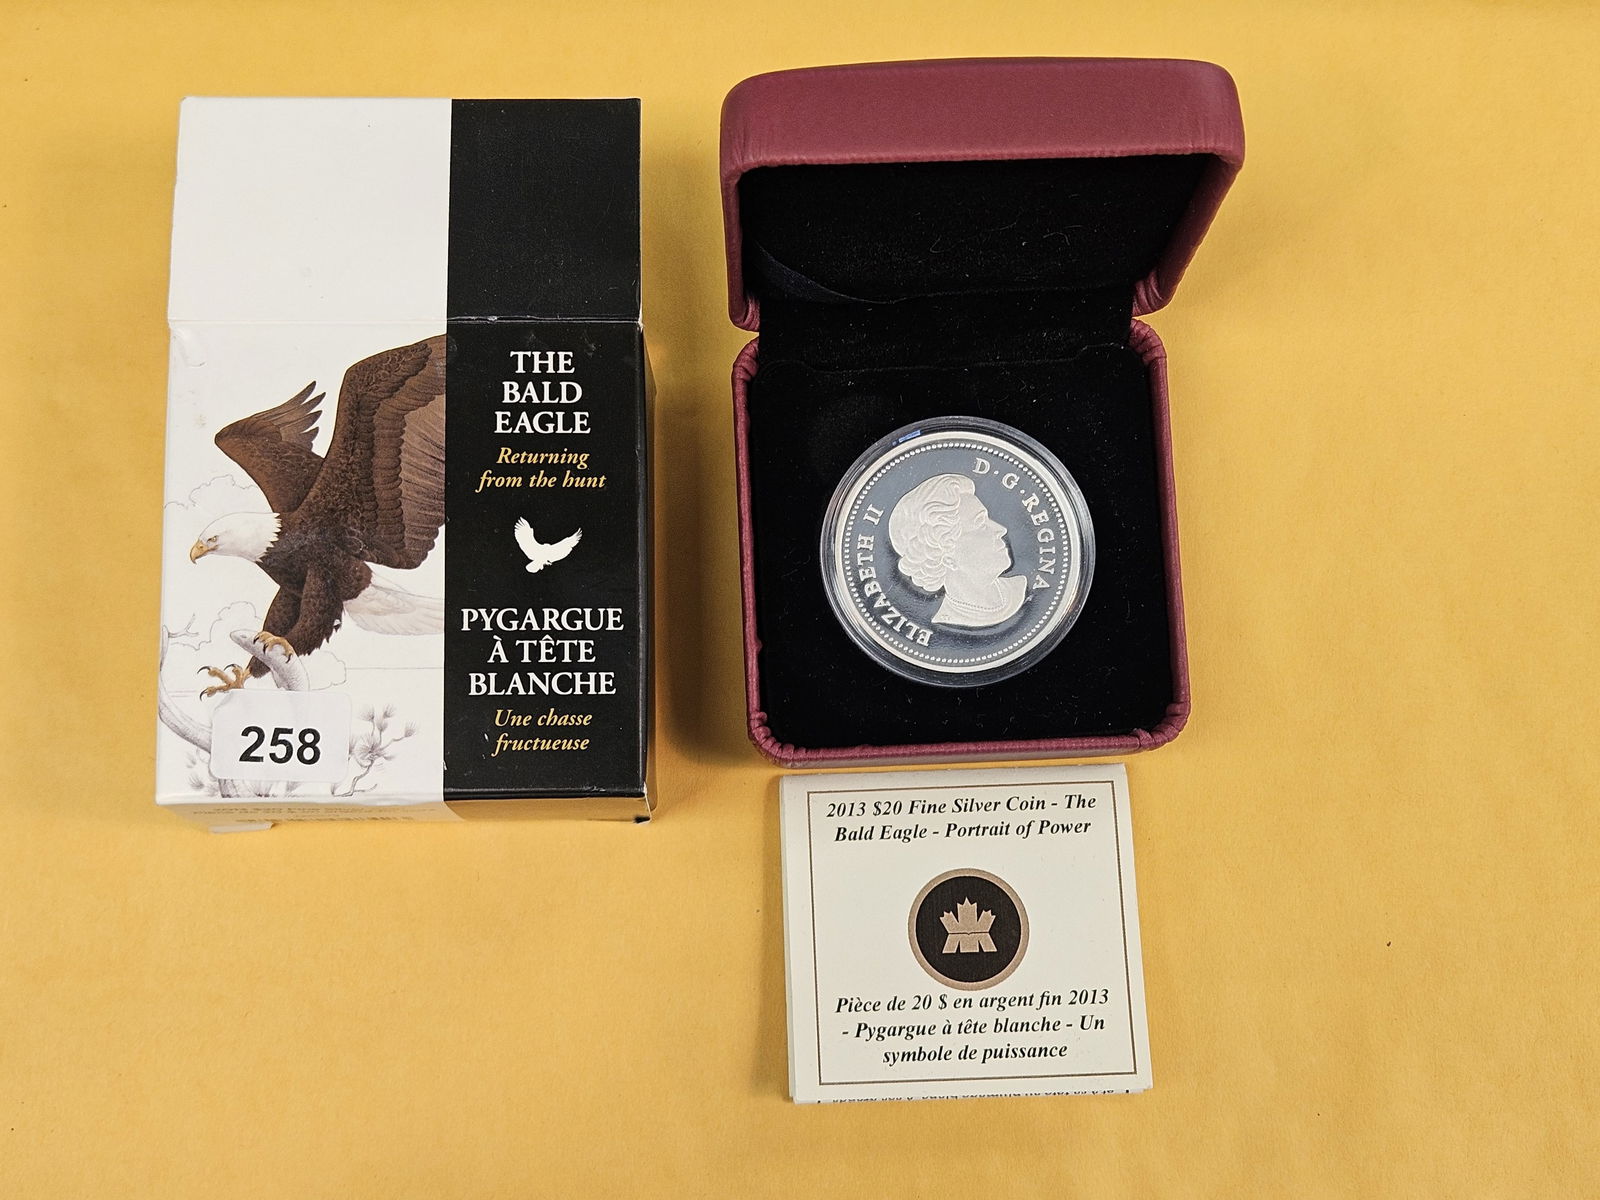 THE
BALD
EAGLE
Returning
from the hunt
PYGARGUE
À TÊTE
BLANCHE
Une chasse
fructueuse
258
ELIZABETH II D·G·REGINA
2013 $20 Fine Silver Coin - The
Bald Eagle - Portrait of Power
Pièce de 20 $ en argent fin 2013
- Pygargue à tête blanche - Un
symbole de puissance